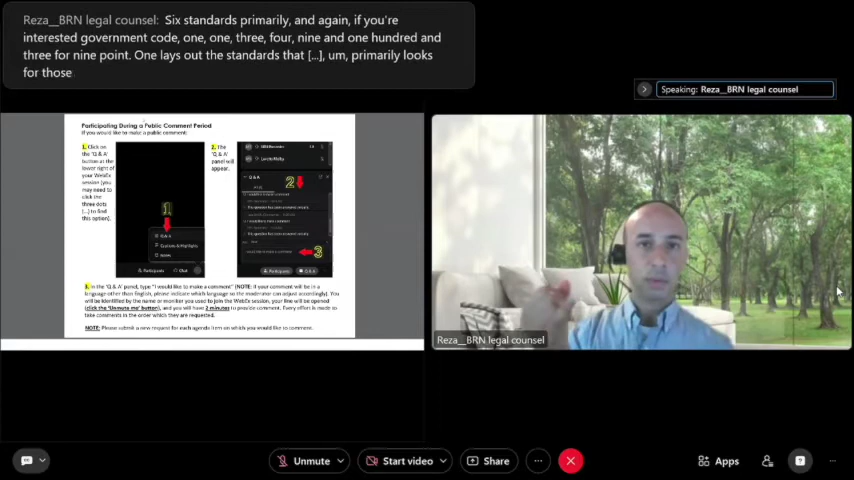 Reza__BRN legal counsel: Six standards primarily, and again, if you're
interested government code, one, one, three, four, nine and one hundred and
three for nine point. One lays out the standards that [...], um, primarily looks
for those
Speaking: Reza__BRN legal counsel
Participating During a Public Comment Period
If you would like to make a public comment:
1. Click on
the 'Q & A'
button at the
lower right of
your WebEx
session (you
may need to
click the
three dots
(...) to find
this option).
1
Q & A
Captions & Highlights
Notes
Participants
Chat
2. The
'Q & A'
panel will
appear.
Q & A
2
3
Participants
Q & A
3. In the 'Q & A' panel, type "I would like to make a comment" (NOTE: If your comment will be in a
language other than English, please indicate which language so the moderator can adjust accordingly). You
will be identified by the name or moniker you used to join the WebEx session, your line will be opened
(click the 'Unmute me' button), and you will have 2 minutes to provide comment. Every effort is made to
take comments in the order which they are requested.
NOTE: Please submit a new request for each agenda item on which you would like to comment.
Reza__BRN legal counsel
Unmute
Start video
Share
Apps